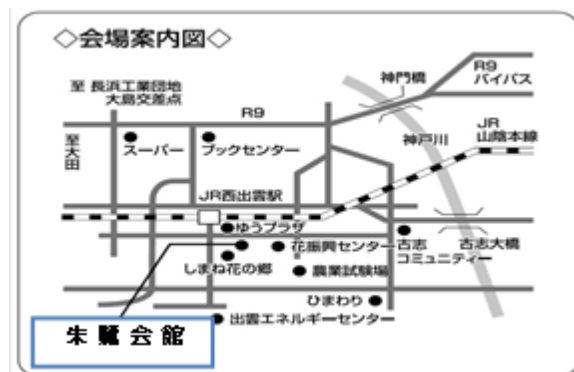 ◇会場案内図◇
R9
バイパス
神門橋
至 長浜工業団地
大島交差点
R9
JR
山陰本線
至大田
スーパー
ブックセンター
神戸川
JR西出雲駅
ゆうプラザ
花振興センター
古志
コミュニティー
古志大橋
しまね花の郷
農業試験場
ひまわり
出雲エネルギーセンター
朱鷺会館